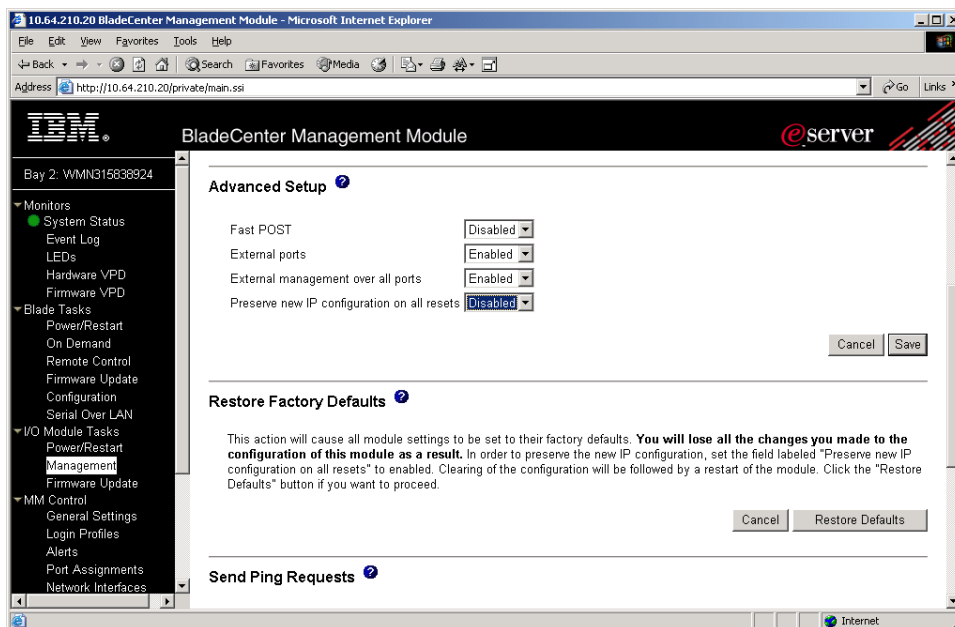 10.64.210.20 BladeCenter Management Module - Microsoft Internet Explorer
File Edit View Favorites Tools Help
Back Search Favorites Media
Address http://10.64.210.20/private/main.ssi Go Links
IBM. BladeCenter Management Module eserver
Bay 2: WMN315838924
Monitors
System Status
Event Log
LEDs
Hardware VPD
Firmware VPD
Blade Tasks
Power/Restart
On Demand
Remote Control
Firmware Update
Configuration
Serial Over LAN
I/O Module Tasks
Power/Restart
Management
Firmware Update
MM Control
General Settings
Login Profiles
Alerts
Port Assignments
Network Interfaces
Advanced Setup ?
Fast POST Disabled
External ports Enabled
External management over all ports Enabled
Preserve new IP configuration on all resets Disabled
Cancel Save
Restore Factory Defaults ?
This action will cause all module settings to be set to their factory defaults. You will lose all the changes you made to the
configuration of this module as a result. In order to preserve the new IP configuration, set the field labeled "Preserve new IP
configuration on all resets" to enabled. Clearing of the configuration will be followed by a restart of the module. Click the "Restore
Defaults" button if you want to proceed.
Cancel Restore Defaults
Send Ping Requests ?
Internet